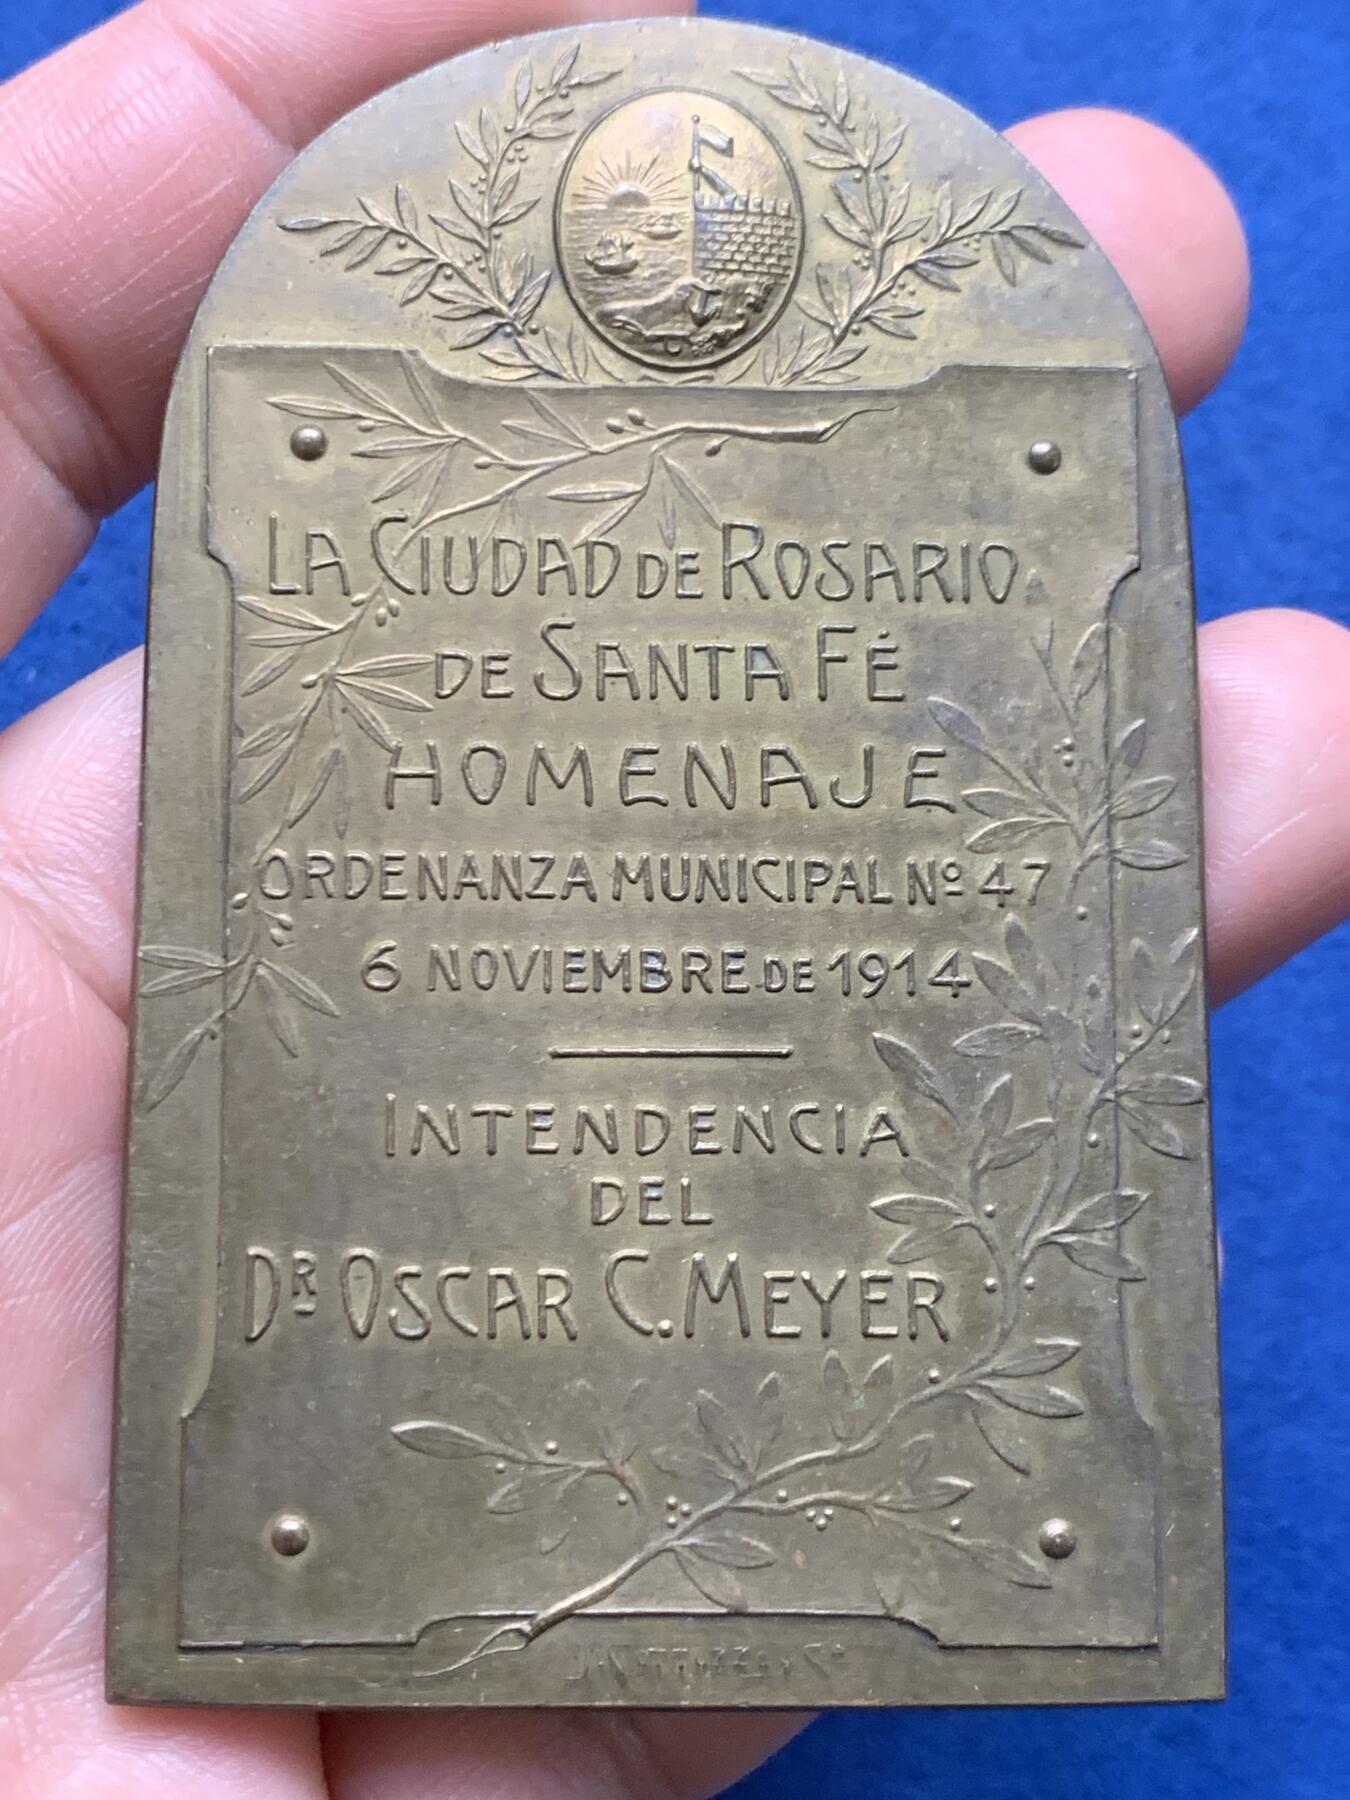 LA CIUDAD DE ROSARIO
DE SANTA FÉ
HOMENAJE
ORDENANZA MUNICIPAL Nº 47
6 NOVIEMBRE DE 1914
INTENDENCIA
DEL
DR OSCAR C. MEYER